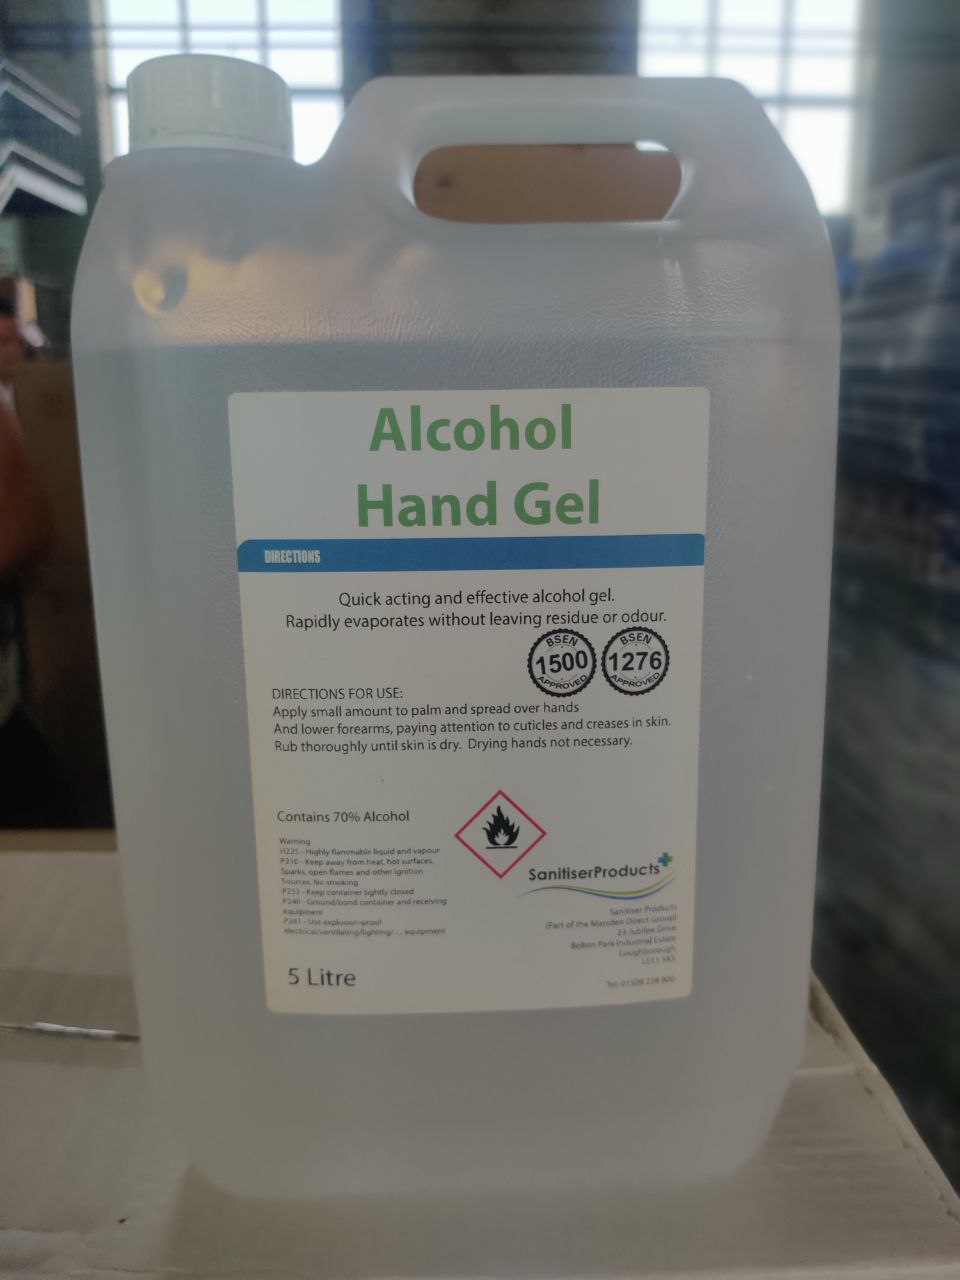 Alcohol
Hand Gel
DIRECTIONS
Quick acting and effective alcohol gel.
Rapidly evaporates without leaving residue or odour.
BSEN
1500
APPROVED
BSEN
1276
APPROVED
DIRECTIONS FOR USE:
Apply small amount to palm and spread over hands
And lower forearms, paying attention to cuticles and creases in skin.
Rub thoroughly until skin is dry. Drying hands not necessary.
Contains 70% Alcohol
Warning
H225 - Highly flammable liquid and vapour
P210 - Keep away from heat, hot surfaces,
Sparks, open flames and other ignition
Sources. No smoking
P233 - Keep container tightly closed
P240 - Ground/bond container and receiving
equipment
P241 - Use explosion-proof
electrical/ventilating/lighting/... equipment
5 Litre
SanitiserProducts
Sanitiser Products
(Part of the Marsden Direct Group)
23 Jubilee Drive
Belton Park Industrial Estate
Loughborough
LE11 5XS
Tel: 01509 238 800